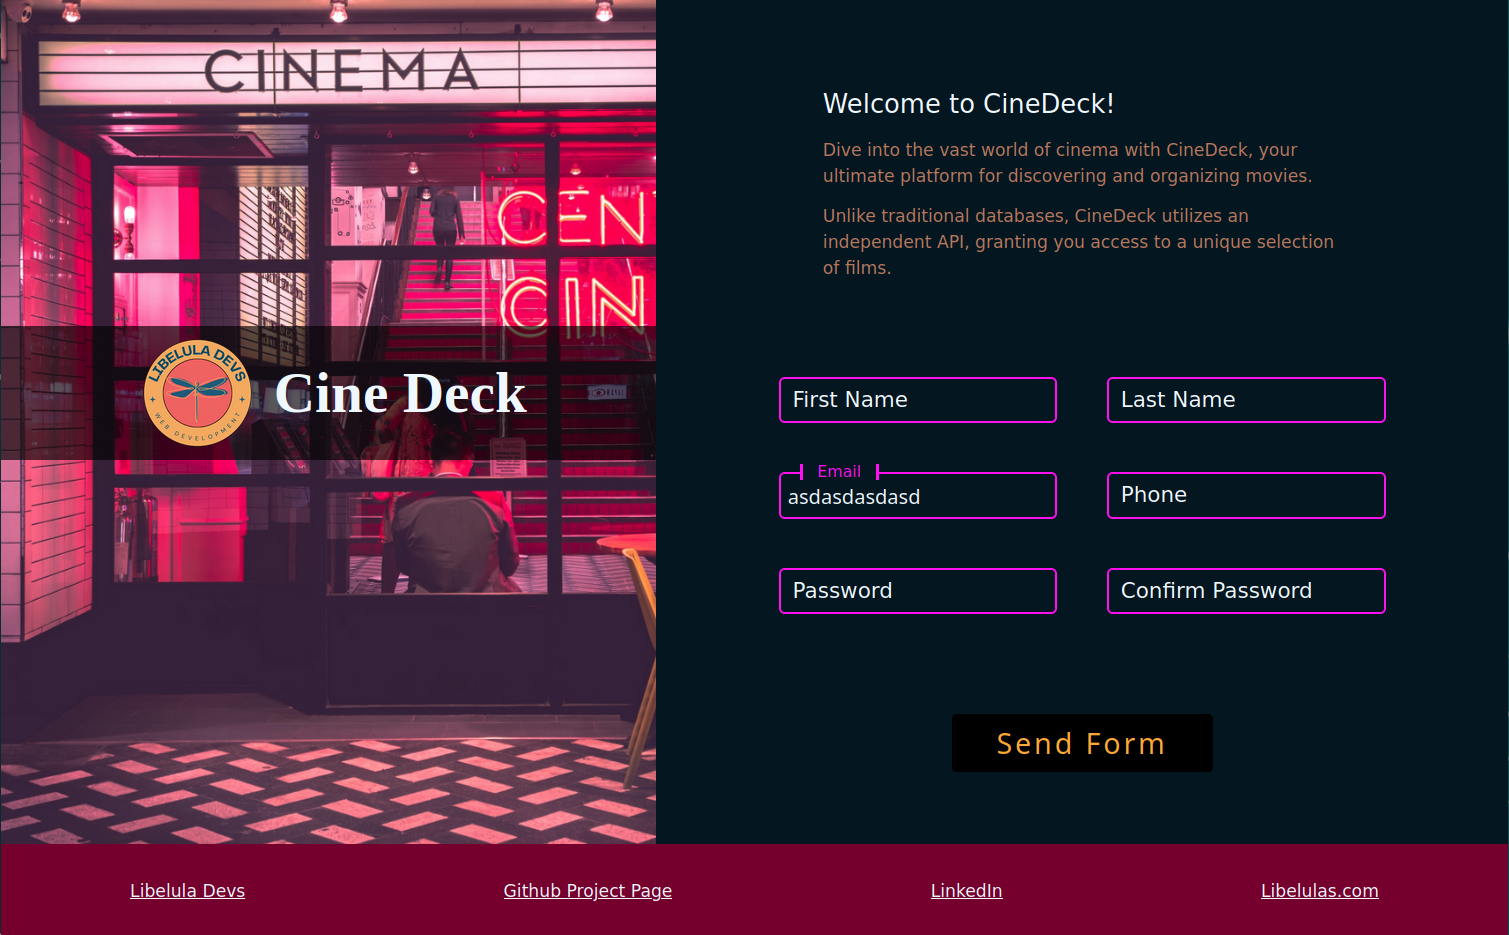 CINEMA
CEN
CIN
LIBELULA DEVS
WEB DEVELOPMENT
Cine Deck
Welcome to CineDeck!
Dive into the vast world of cinema with CineDeck, your
ultimate platform for discovering and organizing movies.
Unlike traditional databases, CineDeck utilizes an
independent API, granting you access to a unique selection
of films.
First Name
Last Name
Email
asdasdasdasd
Phone
Password
Confirm Password
Send Form
Libelula Devs
Github Project Page
LinkedIn
Libelulas.com